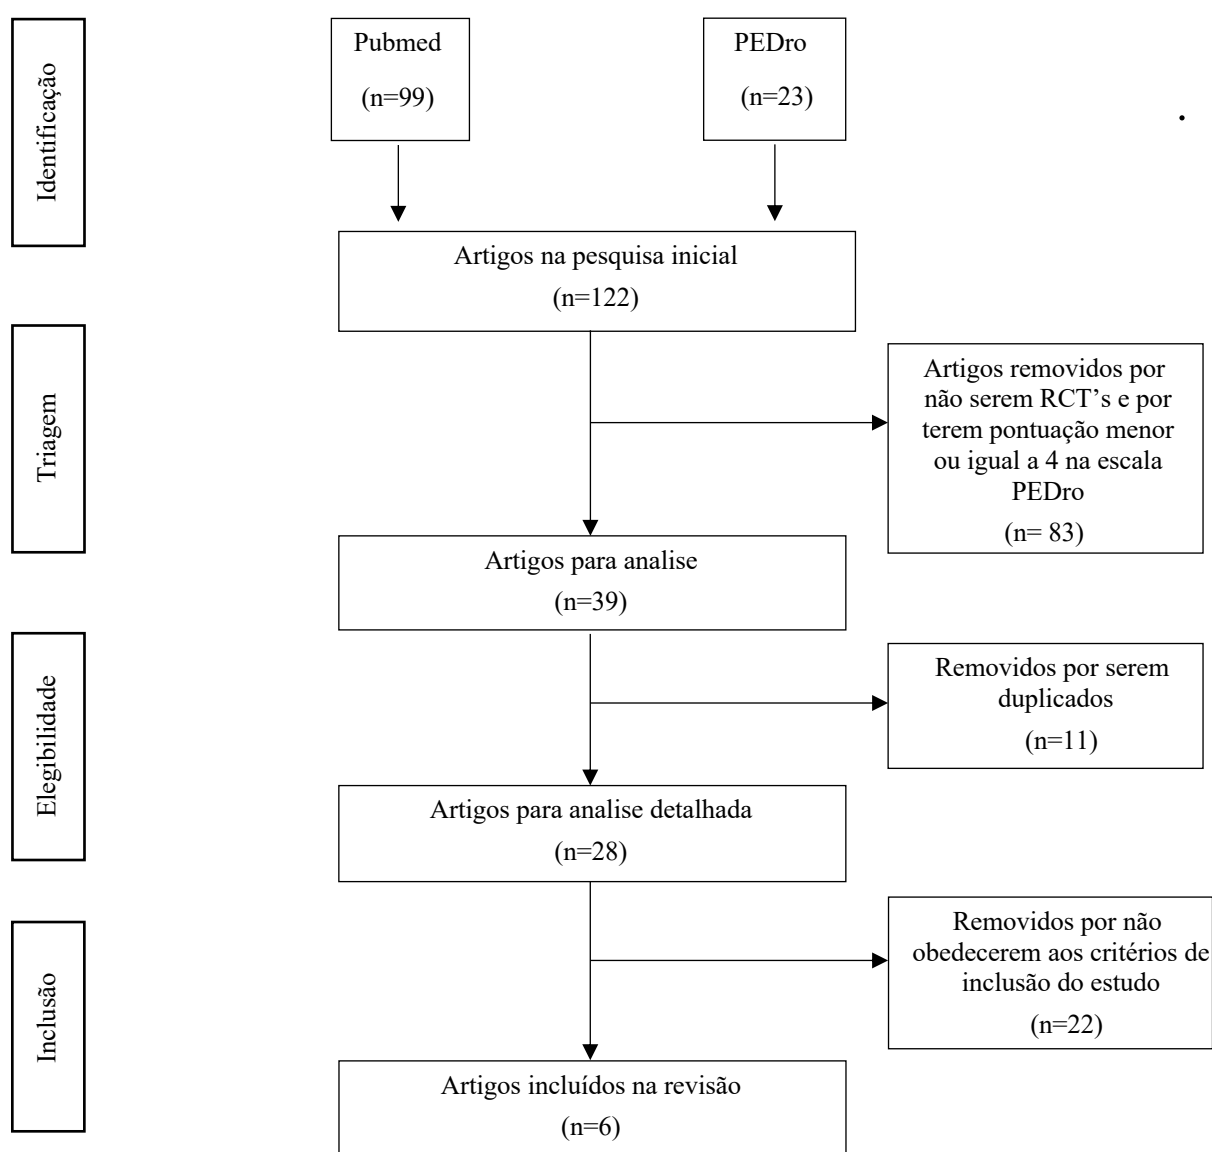 Identificação
Pubmed
(n=99)
PEDro
(n=23)
.
Artigos na pesquisa inicial
(n=122)
Triagem
Artigos removidos por
não serem RCT’s e por
terem pontuação menor
ou igual a 4 na escala
PEDro
(n= 83)
Artigos para analise
(n=39)
Elegibilidade
Removidos por serem
duplicados
(n=11)
Artigos para analise detalhada
(n=28)
Inclusão
Removidos por não
obedecerem aos critérios de
inclusão do estudo
(n=22)
Artigos incluídos na revisão
(n=6)